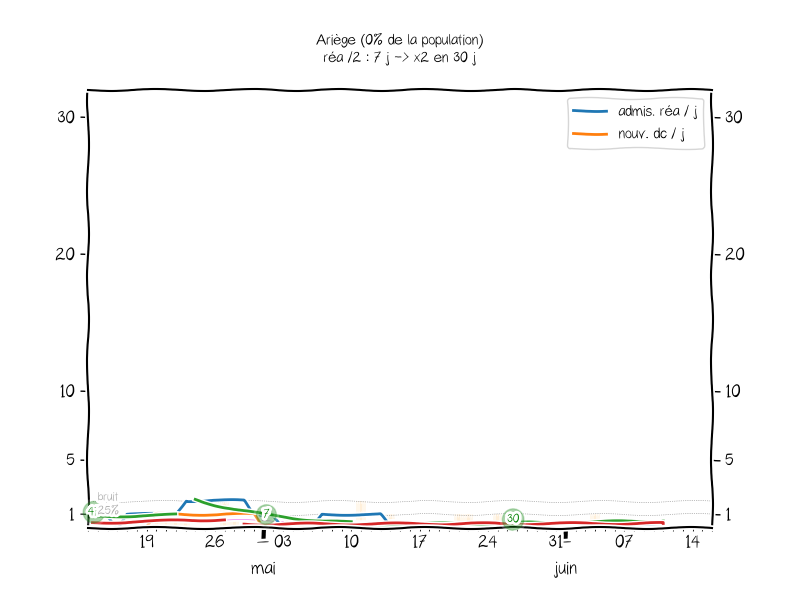 Ariège (0% de la population)
réa /2 : 7 j -> x2 en 30 j
admis. réa / j
nouv. dc / j
30
30
20
20
10
10
5
5
bruit
4
25%
7
30
1
1
19 26 03 10 17 24 31 07 14
mai juin